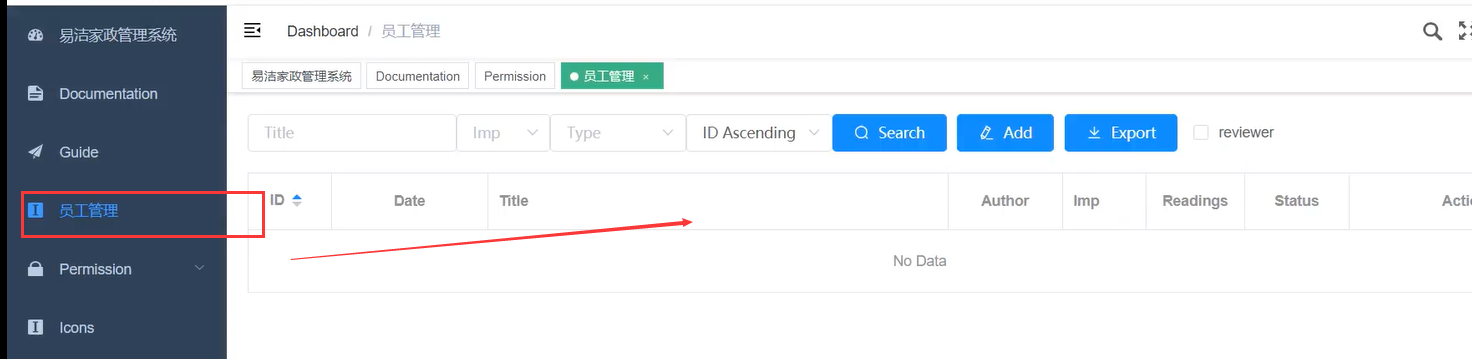 易洁家政管理系统
Documentation
Guide
员工管理
Permission
Icons
Dashboard / 员工管理
易洁家政管理系统 Documentation Permission 员工管理 ×
Title Imp Type ID Ascending Search Add Export reviewer
ID Date Title Author Imp Readings Status Acti
No Data